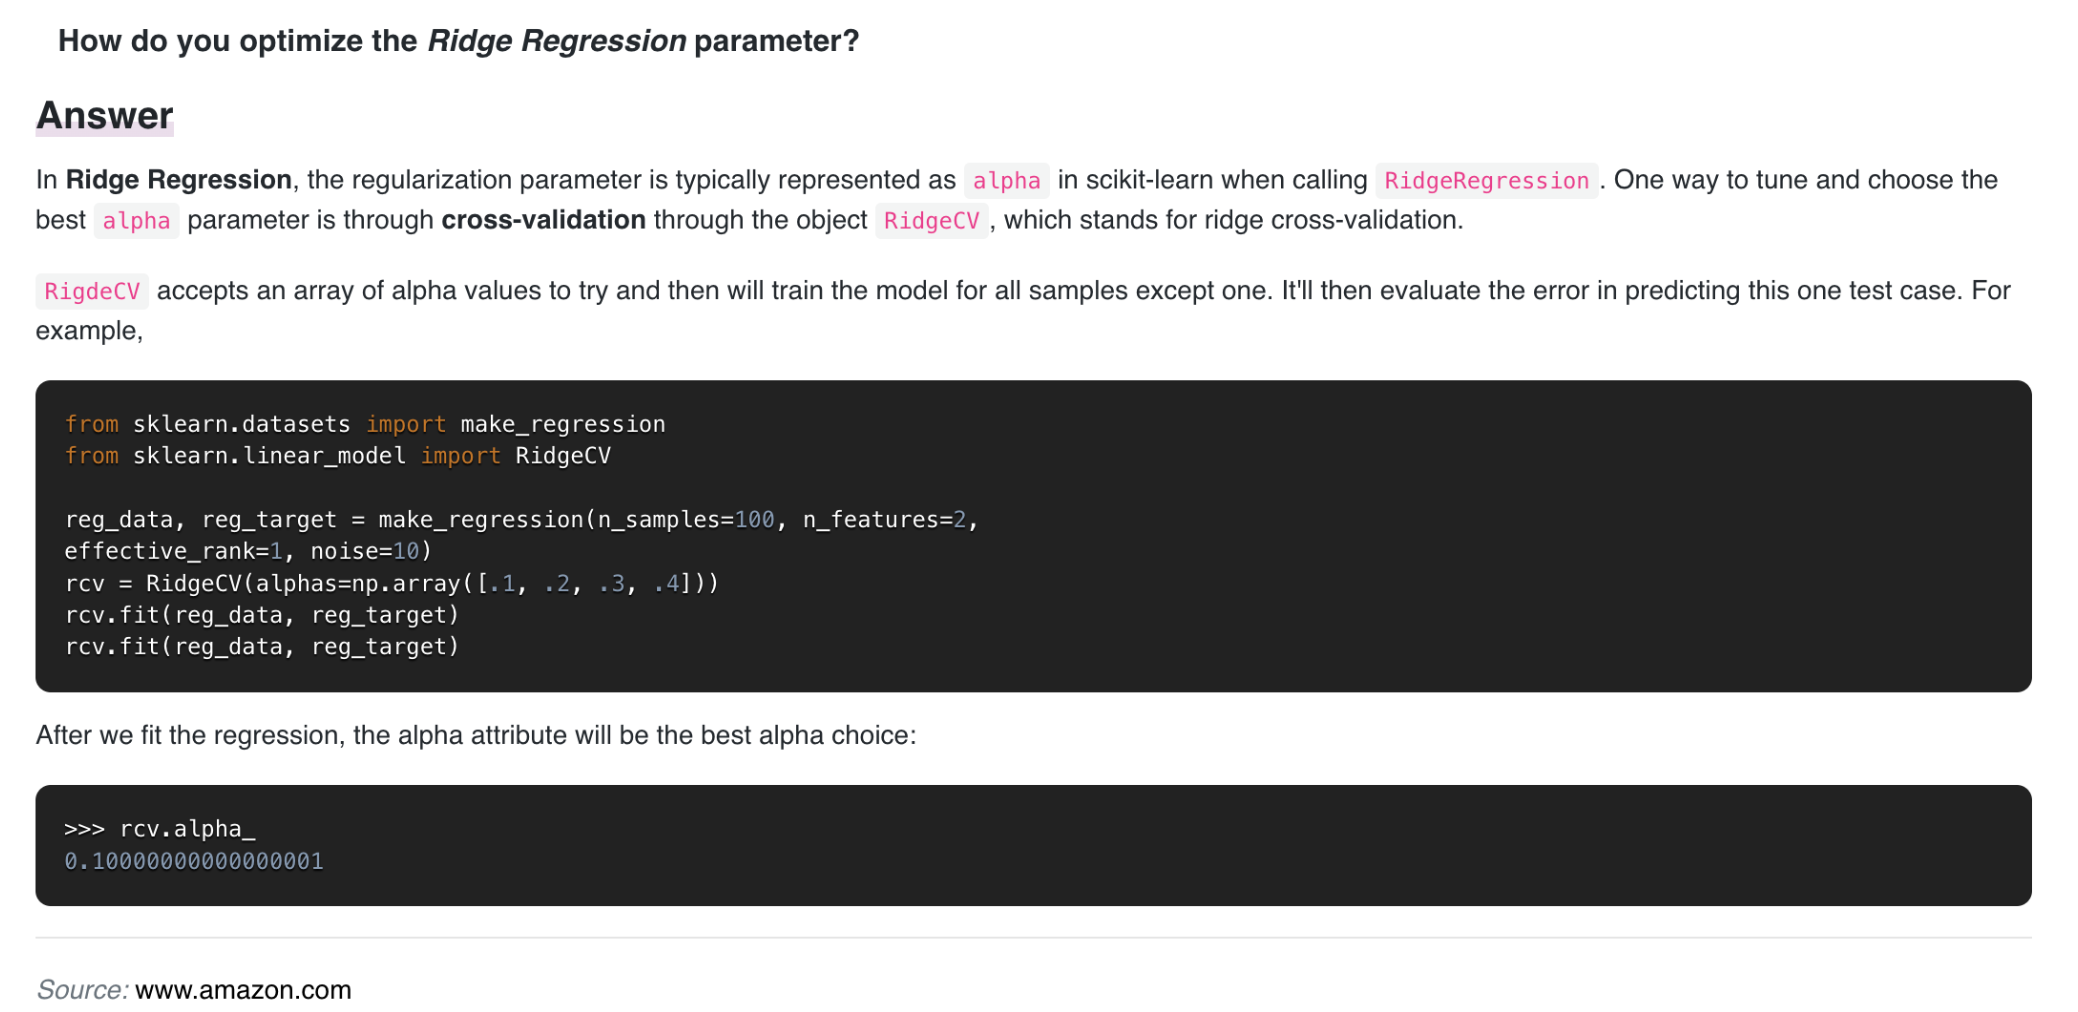 How do you optimize the Ridge Regression parameter?
Answer
In Ridge Regression, the regularization parameter is typically represented as alpha in scikit-learn when calling RidgeRegression. One way to tune and choose the
best alpha parameter is through cross-validation through the object RidgeCV, which stands for ridge cross-validation.
RigdeCV accepts an array of alpha values to try and then will train the model for all samples except one. It'll then evaluate the error in predicting this one test case. For
example,
from sklearn.datasets import make_regression
from sklearn.linear_model import RidgeCV
reg_data, reg_target = make_regression(n_samples=100, n_features=2,
effective_rank=1, noise=10)
rcv = RidgeCV(alphas=np.array([.1, .2, .3, .4]))
rcv.fit(reg_data, reg_target)
rcv.fit(reg_data, reg_target)
After we fit the regression, the alpha attribute will be the best alpha choice:
>>> rcv.alpha_
0.10000000000000001
Source: www.amazon.com